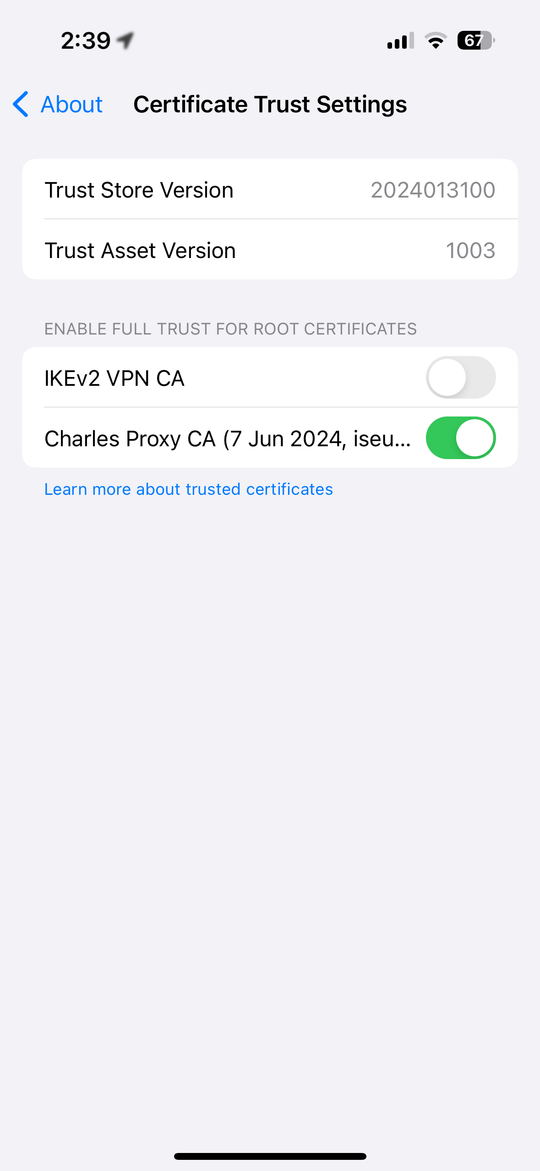 2:39
67
About
Certificate Trust Settings
Trust Store Version 2024013100
Trust Asset Version 1003
ENABLE FULL TRUST FOR ROOT CERTIFICATES
IKEv2 VPN CA
Charles Proxy CA (7 Jun 2024, iseu...
Learn more about trusted certificates